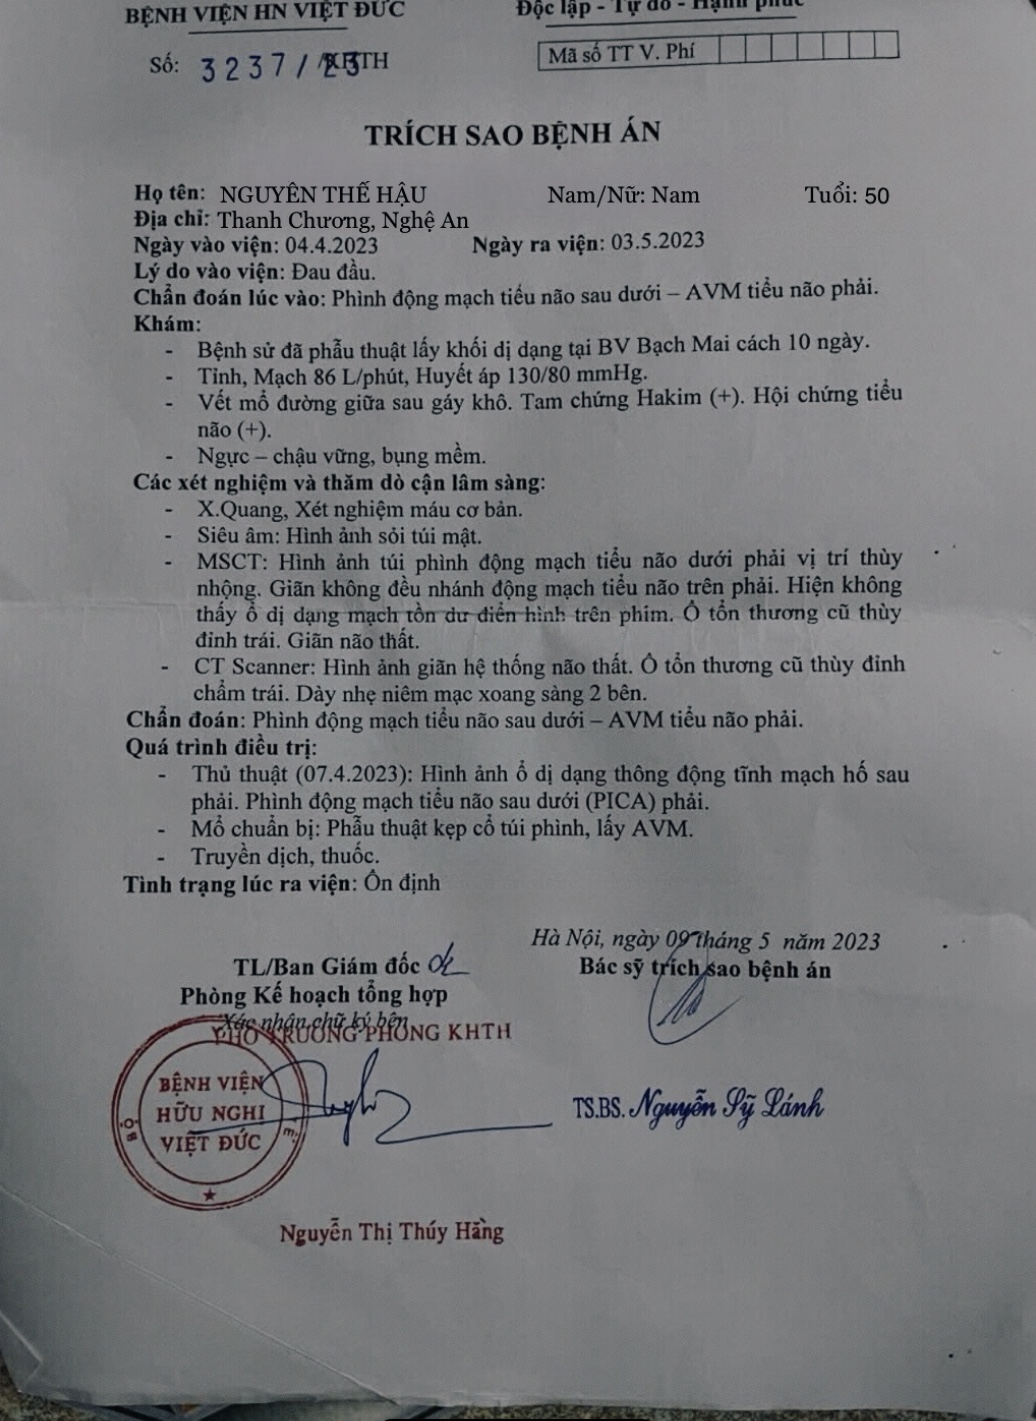 BỆNH VIỆN HN VIỆT ĐỨC
Độc lập - Tự do - Hạnh phúc
Số: 3237/23/KHTH
Mã số TT V. Phí
TRÍCH SAO BỆNH ÁN
Họ tên: NGUYÊN THẾ HẬU Nam/Nữ: Nam Tuổi: 50
Địa chỉ: Thanh Chương, Nghệ An
Ngày vào viện: 04.4.2023 Ngày ra viện: 03.5.2023
Lý do vào viện: Đau đầu.
Chẩn đoán lúc vào: Phình động mạch tiểu não sau dưới – AVM tiểu não phải.
Khám:
- Bệnh sử đã phẫu thuật lấy khối dị dạng tại BV Bạch Mai cách 10 ngày.
- Tỉnh, Mạch 86 L/phút, Huyết áp 130/80 mmHg.
- Vết mổ đường giữa sau gáy khô. Tam chứng Hakim (+). Hội chứng tiểu
não (+).
- Ngực – chậu vững, bụng mềm.
Các xét nghiệm và thăm dò cận lâm sàng:
- X.Quang, Xét nghiệm máu cơ bản.
- Siêu âm: Hình ảnh sỏi túi mật.
- MSCT: Hình ảnh túi phình động mạch tiểu não dưới phải vị trí thùy
nhộng. Giãn không đều nhánh động mạch tiểu não trên phải. Hiện không
thấy ổ dị dạng mạch tồn dư điển hình trên phim. Ổ tổn thương cũ thùy
đỉnh trái. Giãn não thất.
- CT Scanner: Hình ảnh giãn hệ thống não thất. Ổ tổn thương cũ thùy đỉnh
chẩm trái. Dày nhẹ niêm mạc xoang sàng 2 bên.
Chẩn đoán: Phình động mạch tiểu não sau dưới – AVM tiểu não phải.
Quá trình điều trị:
- Thủ thuật (07.4.2023): Hình ảnh ổ dị dạng thông động tĩnh mạch hố sau
phải. Phình động mạch tiểu não sau dưới (PICA) phải.
- Mổ chuẩn bị: Phẫu thuật kẹp cổ túi phình, lấy AVM.
- Truyền dịch, thuốc.
Tình trạng lúc ra viện: Ổn định
Hà Nội, ngày 09 tháng 5 năm 2023
TL/Ban Giám đốc
Bác sỹ trích sao bệnh án
Phòng Kế hoạch tổng hợp
Xác nhận chữ ký bên
PHÓ TRƯỞNG PHÒNG KHTH
BỆNH VIỆN
HỮU NGHỊ
VIỆT ĐỨC
TS.BS. Nguyễn Sỹ Lánh
Nguyễn Thị Thúy Hằng